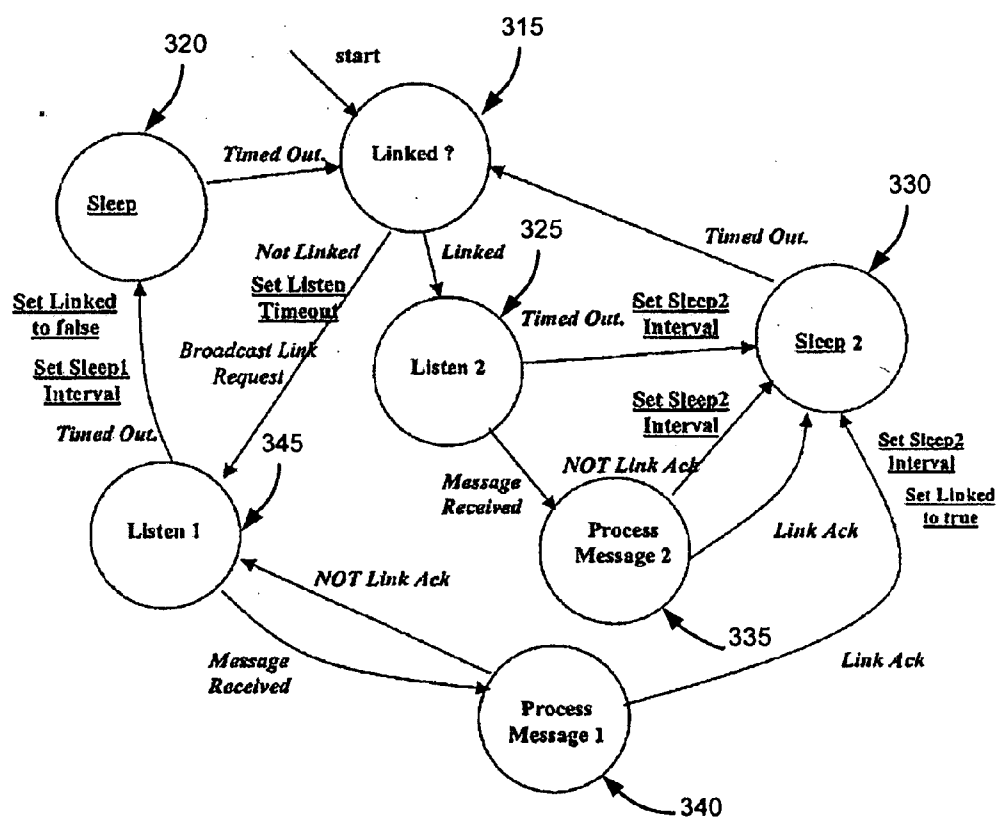 320
start
315
Timed Out.
Linked ?
Sleep
330
325
Not Linked
Linked
Timed Out.
Set Listen
Timeout
Set Linked
to false
Timed Out.
Set Sleep2
Interval
Broadcast Link
Request
Listen 2
Sleep 2
Set Sleep1
Interval
Set Sleep2
Interval
Timed Out.
345
Set Sleep2
Interval
NOT Link Ack
Message
Received
Set Linked
to true
Listen 1
Process
Message 2
Link Ack
NOT Link Ack
335
Message
Received
Link Ack
Process
Message 1
340